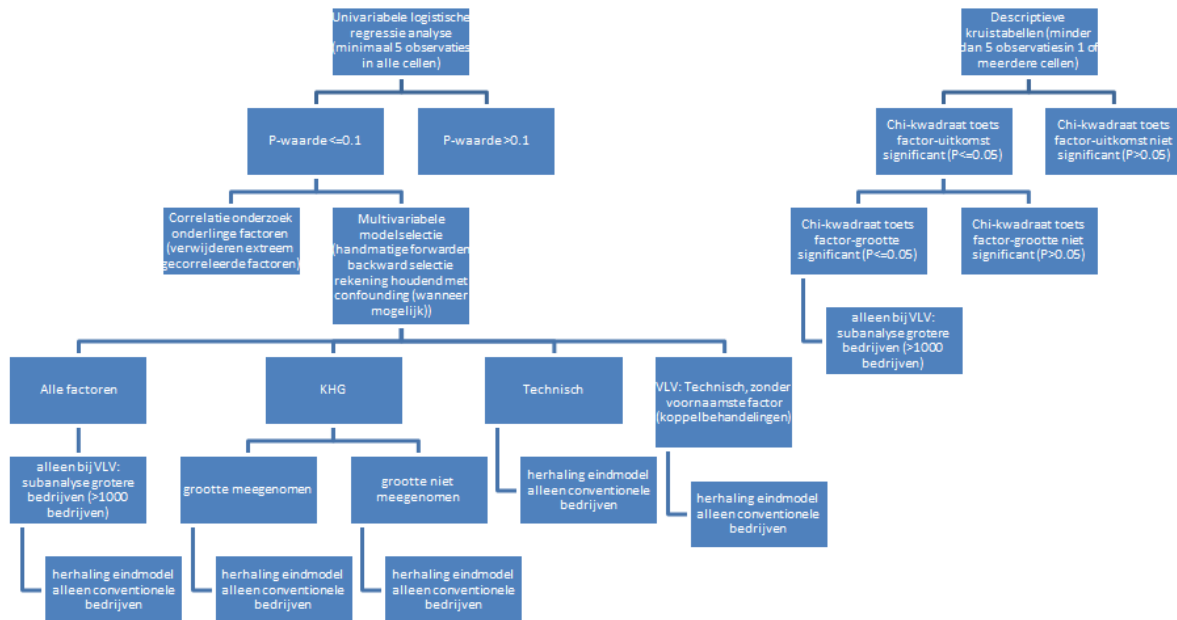 Univariabele logistische
regressie analyse
(minimaal 5 observaties
in alle cellen)
P-waarde <=0.1
P-waarde >0.1
Correlatie onderzoek
onderlinge factoren
(verwijderen extreem
gecorreleerde factoren)
Multivariabele
modelselectie
(handmatige forward en
backward selectie
rekening houdend met
confounding (wanneer
mogelijk))
Alle factoren
KHG
Technisch
VLV: Technisch, zonder
voornaamste factor
(koppelbehandelingen)
alleen bij VLV:
subanalyse grotere
bedrijven (>1000
bedrijven)
grootte meegenomen
grootte niet
meegenomen
herhaling eindmodel
alleen conventionele
bedrijven
herhaling eindmodel
alleen conventionele
bedrijven
herhaling eindmodel
alleen conventionele
bedrijven
herhaling eindmodel
alleen conventionele
bedrijven
herhaling eindmodel
alleen conventionele
bedrijven
Descriptieve
kruistabellen (minder
dan 5 observaties in 1 of
meerdere cellen)
Chi-kwadraat toets
factor-uitkomst
significant (P<=0.05)
Chi-kwadraat toets
factor-uitkomst niet
significant (P>0.05)
Chi-kwadraat toets
factor-grootte
significant (P<=0.05)
Chi-kwadraat toets
factor-grootte niet
significant (P>0.05)
alleen bij VLV:
subanalyse grotere
bedrijven (>1000
bedrijven)